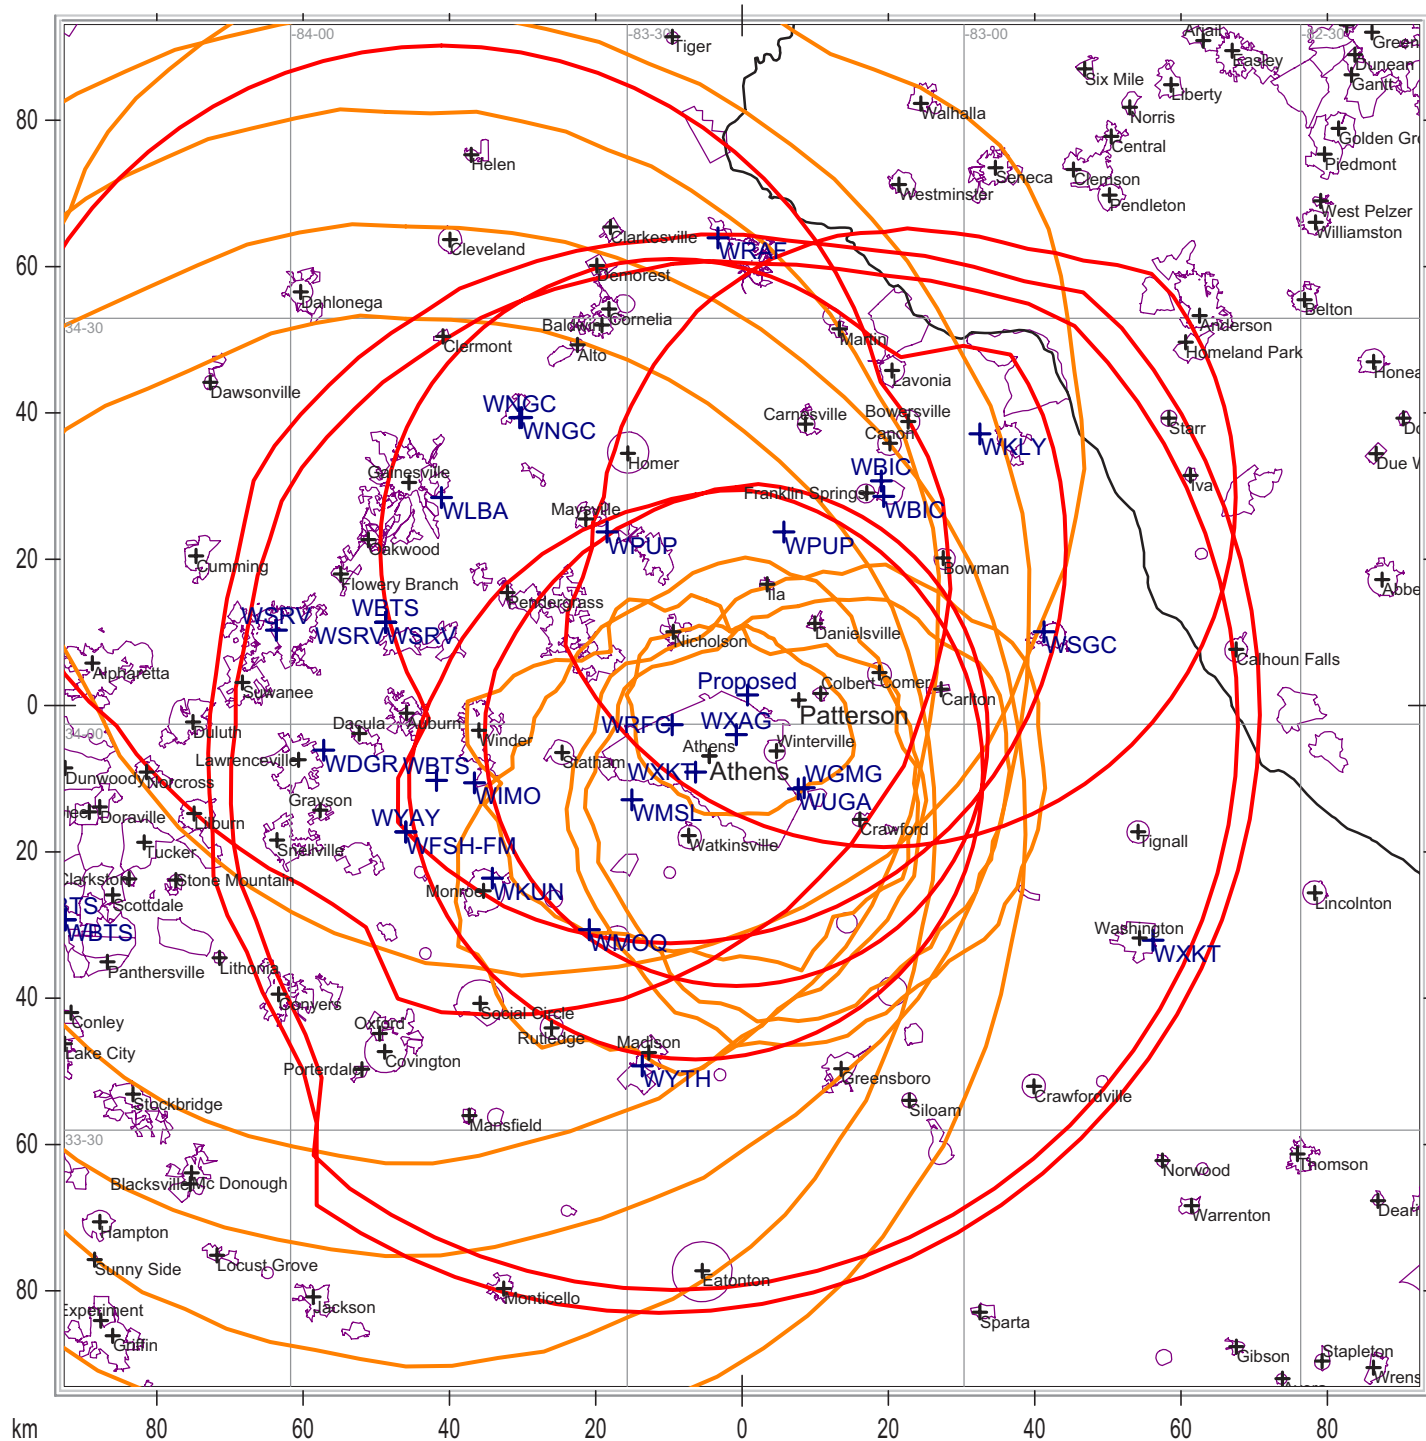 -84-00
-83-30
-83-00
-82-30
Tiger
Easley
Dunean
Gantt
Six Mile
Liberty
Walhalla
Norris
80
Central
Piedmont
Helen
Seneca
Clemson
Westminster
Pendleton
West Pelzer
Williamston
Clarkesville
Cleveland
WRAF
60
Demorest
Dahlonega
Belton
Cornelia
Baldwin
Anderson
34-30
Martin
Clermont
Alto
Homeland Park
Lavonia
Dawsonville
WNGC
Carnesville
Bowersville
40
Starr
WNGC
Canon
WKLY
Homer
WBIC
Gainesville
Franklin Springs
Iva
WLBA
Maysville
WBIC
WPUP
WPUP
Oakwood
20
Cumming
Bowman
Flowery Branch
Ila
Pendergrass
WSRV
WBTS
WSRV
WSRV
Danielsville
Nicholson
WSGC
Calhoun Falls
Alpharetta
Proposed
Colbert
Comer
Suwanee
Carlton
0
Patterson
Duluth
Dacula
Auburn
WRFC
WXAG
34-00
Winder
Athens
Winterville
Lawrenceville
Statham
WDGR
WBTS
WXKT
Athens
WGMG
Dunwoody
Norcross
WIMO
WUGA
Grayson
WMSL
Doraville
Lilburn
WYAY
Crawford
WFSH-FM
Watkinsville
Tignall
20
Tucker
Snellville
Clarkston
Stone Mountain
Monroe
WKUN
Scottdale
Lincolnton
WBTS
Washington
WMOQ
WXKT
Panthersville
Lithonia
40
Conyers
Social Circle
Conley
Oxford
Rutledge
Madison
Lake City
Covington
Porterdale
WYTH
Greensboro
Stockbridge
Crawfordville
Siloam
Mansfield
60
33-30
Norwood
Thomson
Blacksville
Mc Donough
Warrenton
Hampton
Locust Grove
Sunny Side
Eatonton
80
Monticello
Jackson
Experiment
Sparta
Griffin
Gibson
Stapleton
km
80
60
40
20
0
20
40
60
80